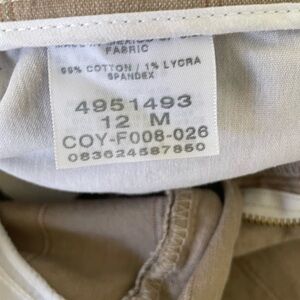 FABRIC
99% COTTON / 1% LYCRA
SPANDEX
4951493
12 M
COY-F008-026
083624587850